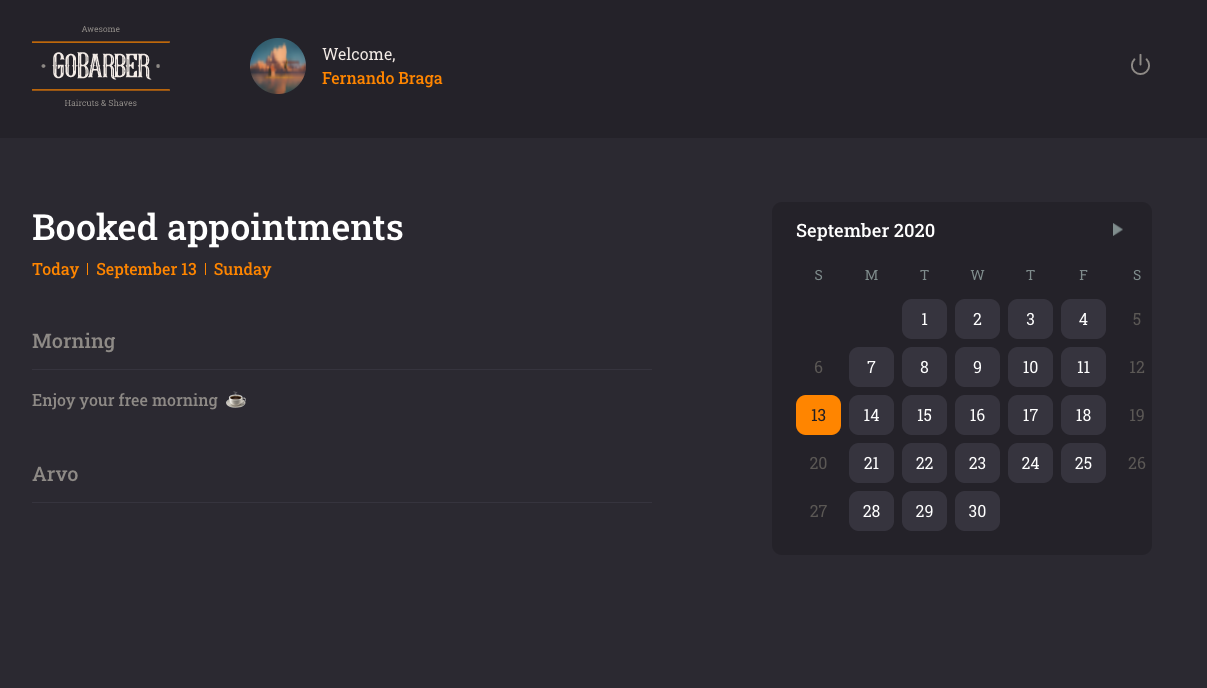 Awesome
GOBARBER
Haircuts & Shaves
Welcome,
Fernando Braga
Booked appointments
Today | September 13 | Sunday
Morning
Enjoy your free morning ☕
Arvo
September 2020
S M T W T F S
1 2 3 4 5
6 7 8 9 10 11 12
13 14 15 16 17 18 19
20 21 22 23 24 25 26
27 28 29 30